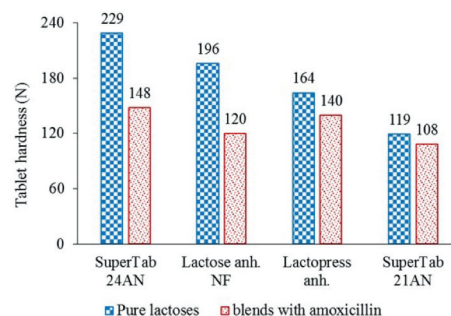 240
180
120
60
0
Tablet hardness (N)
229
148
196
120
164
140
119
108
SuperTab
24AN
Lactose anh.
NF
Lactopress
anh.
SuperTab
21AN
Pure lactoses
blends with amoxicillin